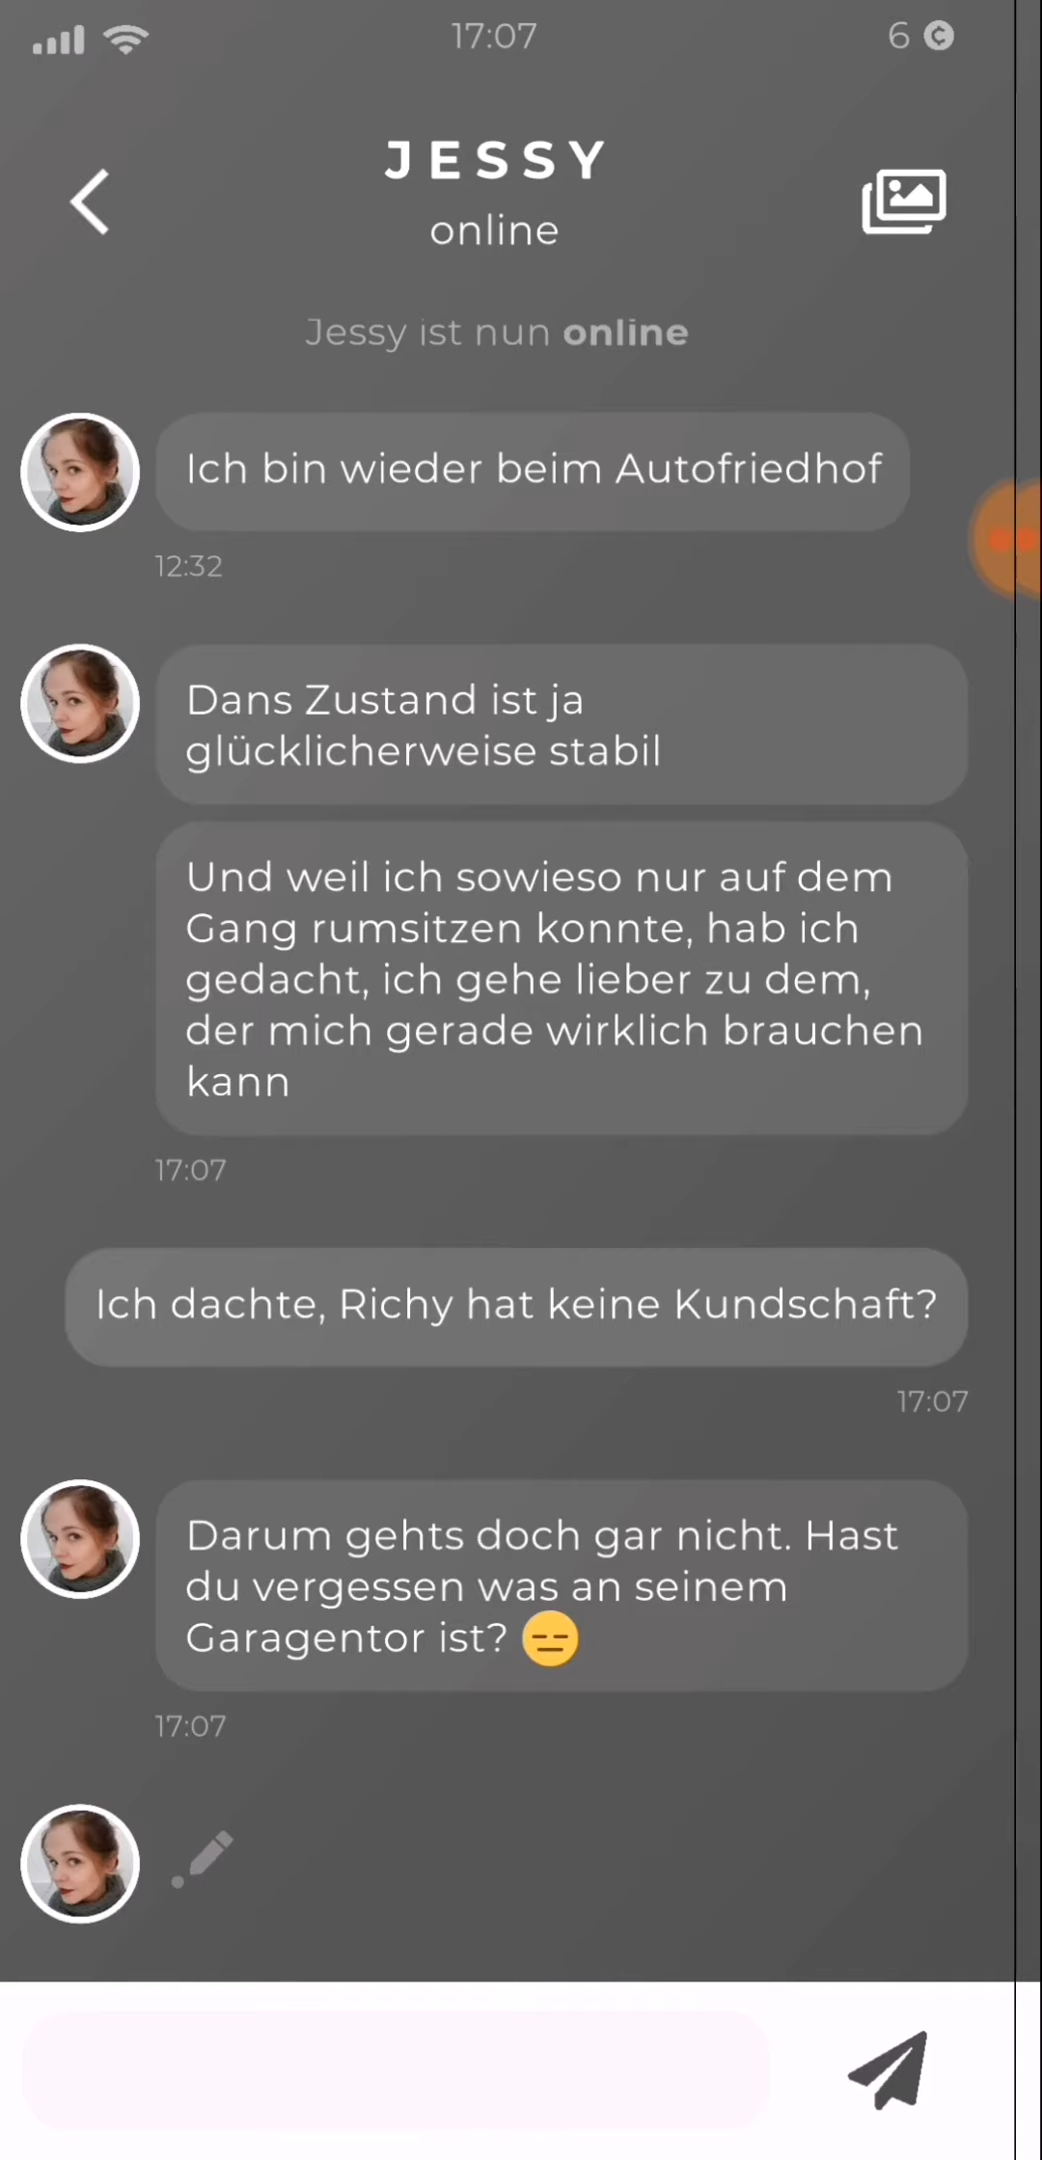 17:07
6
JESSY
online
Jessy ist nun online
Ich bin wieder beim Autofriedhof
12:32
Dans Zustand ist ja
glücklicherweise stabil
Und weil ich sowieso nur auf dem
Gang rumsitzen konnte, hab ich
gedacht, ich gehe lieber zu dem,
der mich gerade wirklich brauchen
kann
17:07
Ich dachte, Richy hat keine Kundschaft?
17:07
Darum gehts doch gar nicht. Hast
du vergessen was an seinem
Garagentor ist? 😑
17:07